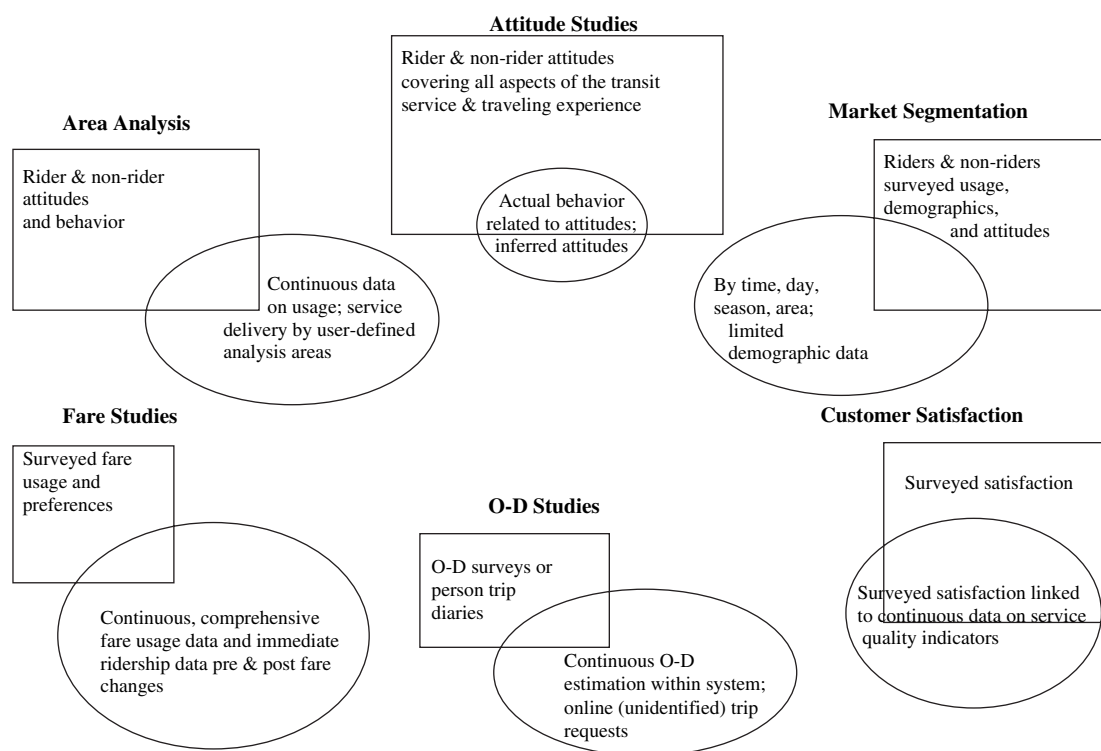 Attitude Studies
Rider & non-rider attitudes
covering all aspects of the transit
service & traveling experience
Actual behavior
related to attitudes;
inferred attitudes
Area Analysis
Rider & non-rider
attitudes
and behavior
Continuous data
on usage; service
delivery by user-defined
analysis areas
Market Segmentation
Riders & non-riders
surveyed usage,
demographics,
and attitudes
By time, day,
season, area;
limited
demographic data
Fare Studies
Surveyed fare
usage and
preferences
Continuous, comprehensive
fare usage data and immediate
ridership data pre & post fare
changes
O-D Studies
O-D surveys or
person trip
diaries
Continuous O-D
estimation within system;
online (unidentified) trip
requests
Customer Satisfaction
Surveyed satisfaction
Surveyed satisfaction linked
to continuous data on service
quality indicators